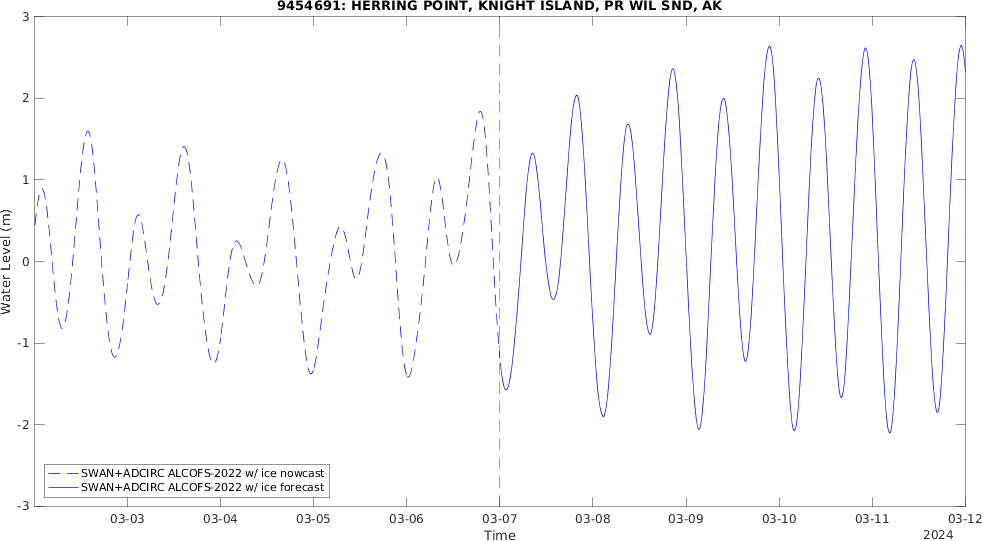 9454691: HERRING POINT, KNIGHT ISLAND, PR WIL SND, AK
3
2
1
0
-1
-2
-3
Water Level (m)
SWAN+ADCIRC ALCOFS-2022 w/ ice nowcast
SWAN+ADCIRC ALCOFS-2022 w/ ice forecast
03-03 03-04 03-05 03-06 03-07 03-08 03-09 03-10 03-11 03-12
Time
2024